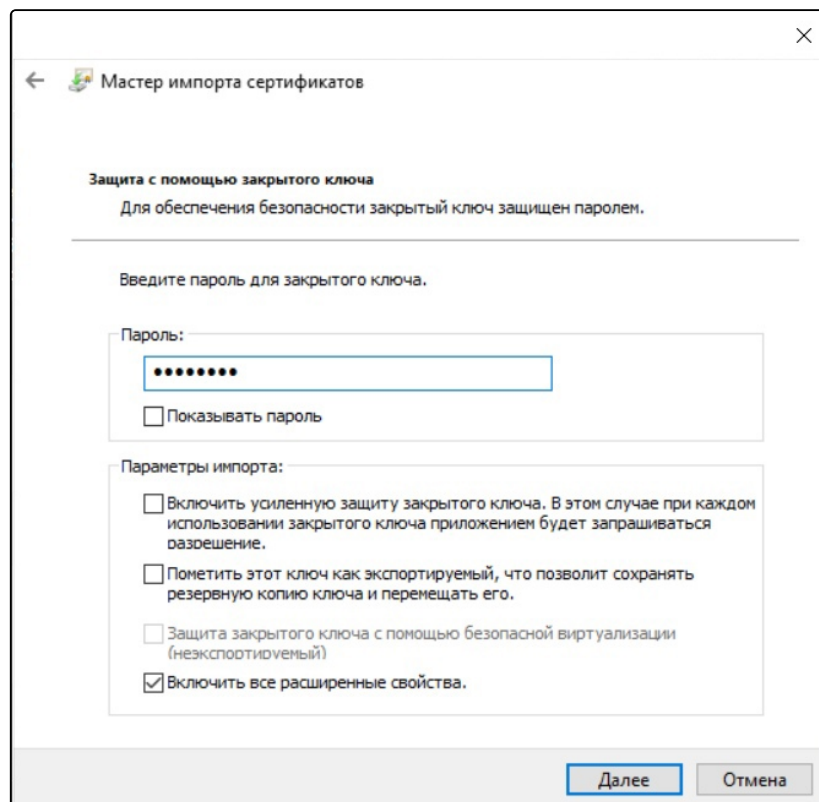 Мастер импорта сертификатов
Защита с помощью закрытого ключа
Для обеспечения безопасности закрытый ключ защищен паролем.
Введите пароль для закрытого ключа.
Пароль:
••••••••
Показывать пароль
Параметры импорта:
Включить усиленную защиту закрытого ключа. В этом случае при каждом
использовании закрытого ключа приложением будет запрашиваться
разрешение.
Пометить этот ключ как экспортируемый, что позволит сохранять
резервную копию ключа и перемещать его.
Защита закрытого ключа с помощью безопасной виртуализации
(неэкспортируемый)
Включить все расширенные свойства.
Далее
Отмена